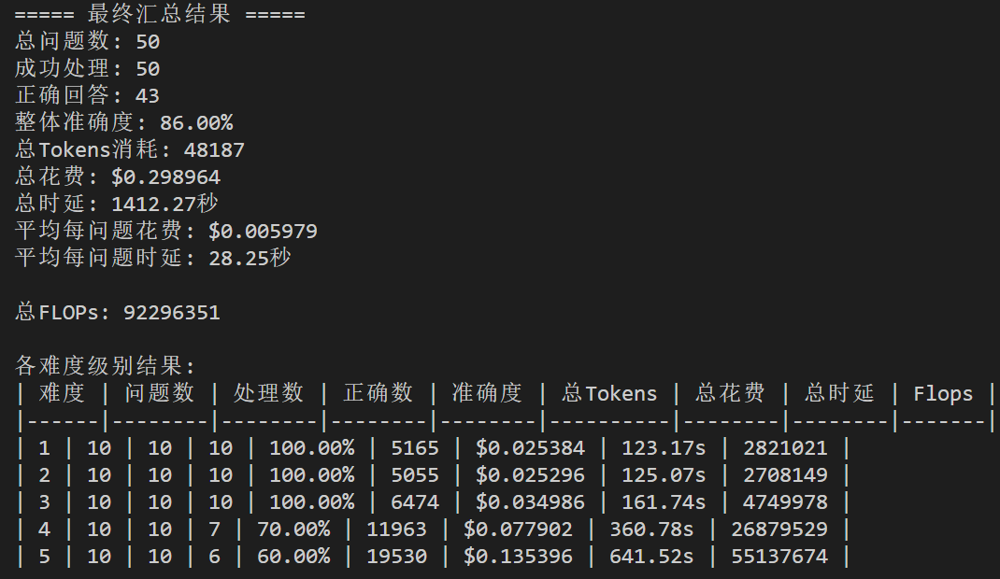 ===== 最终汇总结果 =====
总问题数: 50
成功处理: 50
正确回答: 43
整体准确度: 86.00%
总Tokens消耗: 48187
总花费: $0.298964
总时延: 1412.27秒
平均每问题花费: $0.005979
平均每问题时延: 28.25秒
总FLOPs: 92296351
各难度级别结果:
| 难度 | 问题数 | 处理数 | 正确数 | 准确度 | 总Tokens | 总花费 | 总时延 | Flops |
|------|--------|--------|--------|--------|----------|--------|--------|-------|
| 1 | 10 | 10 | 10 | 100.00% | 5165 | $0.025384 | 123.17s | 2821021 |
| 2 | 10 | 10 | 10 | 100.00% | 5055 | $0.025296 | 125.07s | 2708149 |
| 3 | 10 | 10 | 10 | 100.00% | 6474 | $0.034986 | 161.74s | 4749978 |
| 4 | 10 | 10 | 7 | 70.00% | 11963 | $0.077902 | 360.78s | 26879529 |
| 5 | 10 | 10 | 6 | 60.00% | 19530 | $0.135396 | 641.52s | 55137674 |